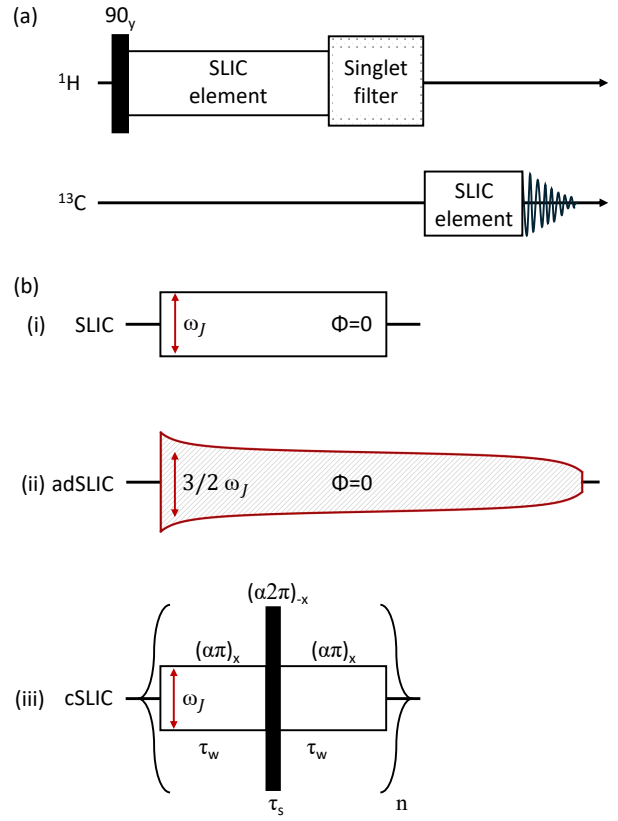 (a)
90y
¹H
SLIC
element
Singlet
filter
¹³C
SLIC
element
(b)
(i) SLIC
ωJ
Φ=0
(ii) adSLIC
3/2 ωJ
Φ=0
(α2π)-x
(απ)x
(απ)x
(iii) cSLIC
ωJ
τw
τw
τs
n